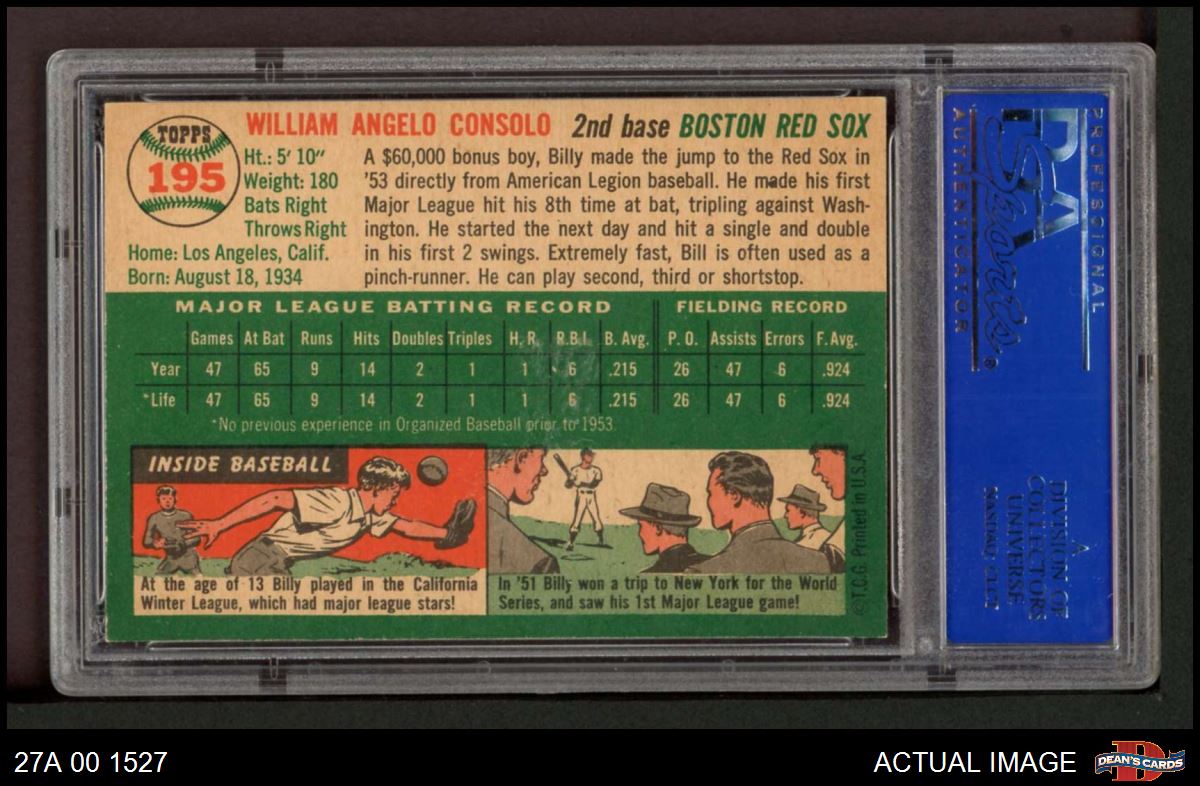 TOPPS
195
WILLIAM ANGELO CONSOLO 2nd base BOSTON RED SOX
Ht.: 5' 10"
Weight: 180
Bats Right
Throws Right
Home: Los Angeles, Calif.
Born: August 18, 1934
A $60,000 bonus boy, Billy made the jump to the Red Sox in
'53 directly from American Legion baseball. He made his first
Major League hit his 8th time at bat, tripling against Wash-
ington. He started the next day and hit a single and double
in his first 2 swings. Extremely fast, Bill is often used as a
pinch-runner. He can play second, third or shortstop.
MAJOR LEAGUE BATTING RECORD FIELDING RECORD
Games At Bat Runs Hits Doubles Triples H.R. R.B.I. B. Avg. P. O. Assists Errors F. Avg.
Year 47 65 9 14 2 1 1 6 .215 26 47 6 .924
*Life 47 65 9 14 2 1 1 6 .215 26 47 6 .924
*No previous experience in Organized Baseball prior to 1953.
INSIDE BASEBALL
At the age of 13 Billy played in the California
Winter League, which had major league stars!
In '51 Billy won a trip to New York for the World
Series, and saw his 1st Major League game!
©T.C.G. Printed in U.S.A.
PROFESSIONAL
PSA
Sports
AUTHENTICATOR
®
A
DIVISION OF
COLLECTORS
UNIVERSE
NASDAQ: CLCT
27A 00 1527
ACTUAL IMAGE
D
DEAN'S CARDS